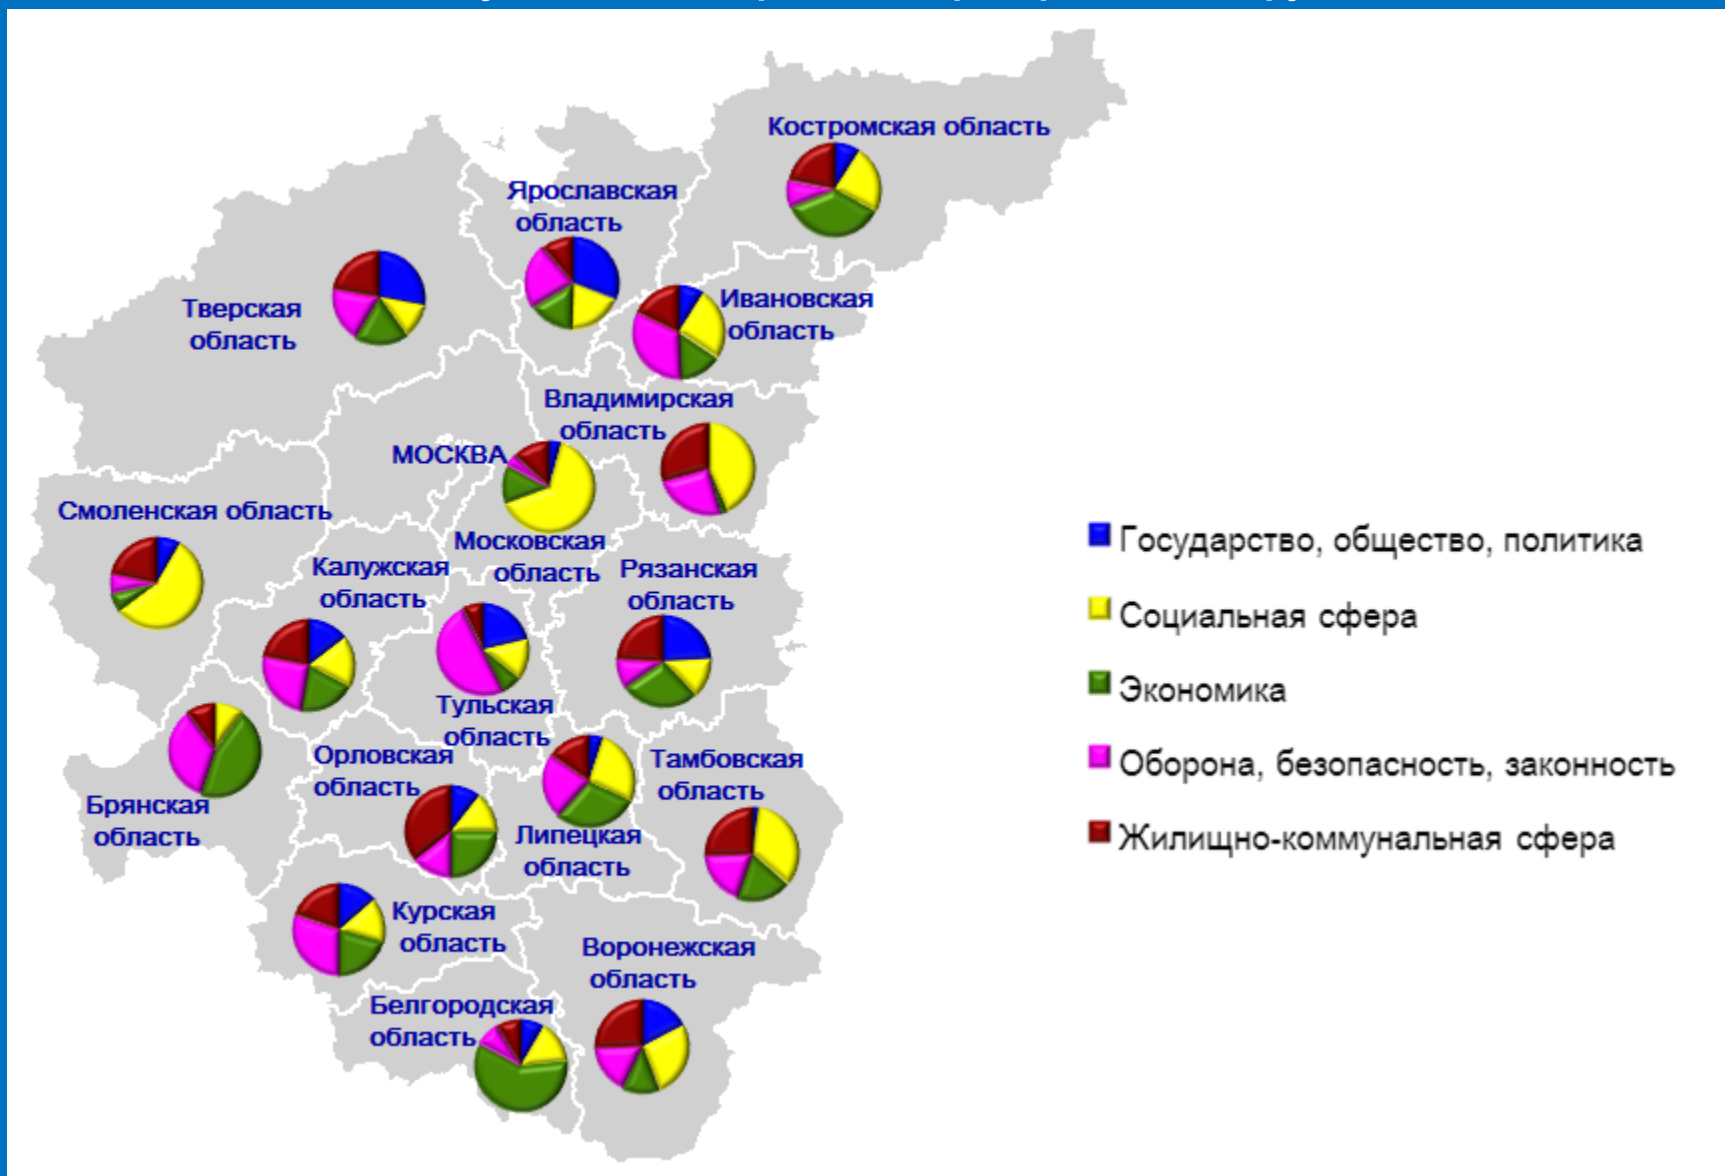 Костромская область
Ярославская
область
Ивановская
область
Тверская
область
Владимирская
область
МОСКВА
Смоленская область
Московская
область
Калужская
область
Рязанская
область
Тульская
область
Орловская
область
Тамбовская
область
Брянская
область
Липецкая
область
Курская
область
Воронежская
область
Белгородская
область
Государство, общество, политика
Социальная сфера
Экономика
Оборона, безопасность, законность
Жилищно-коммунальная сфера